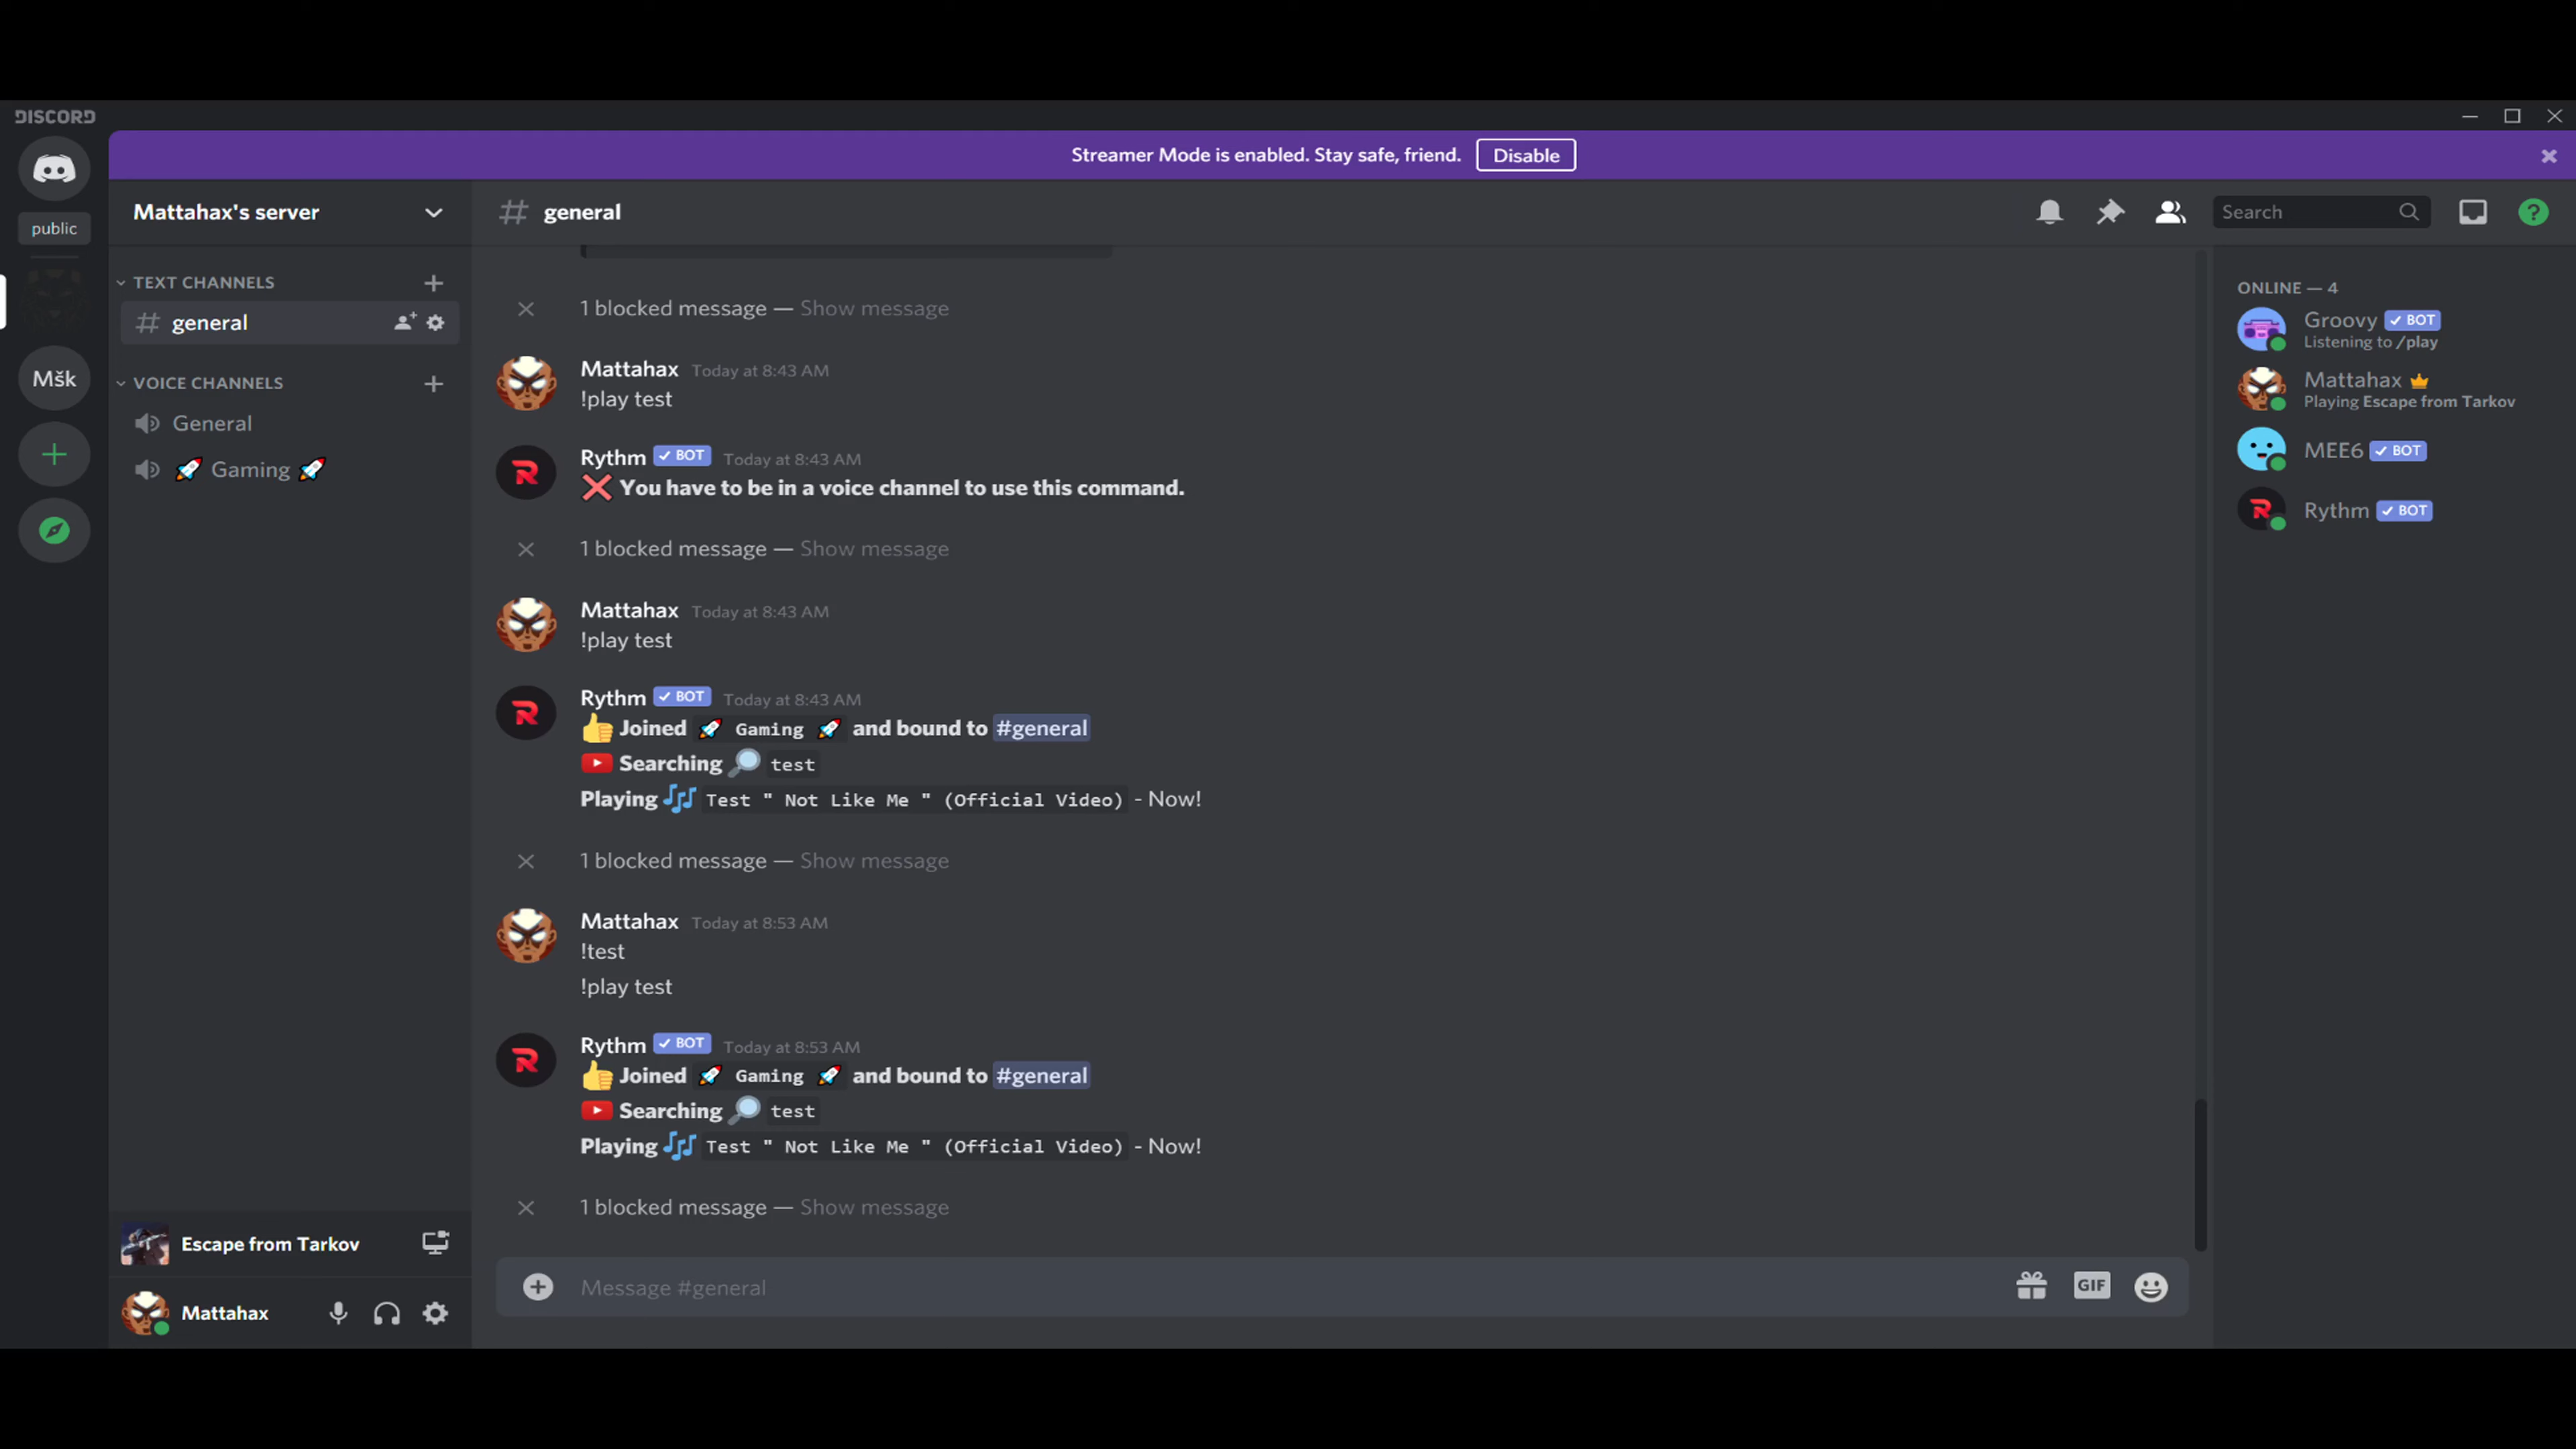 DISCORD
Streamer Mode is enabled. Stay safe, friend. Disable
public
Mšk
Mattahax's server
TEXT CHANNELS
general
VOICE CHANNELS
General
🚀 Gaming 🚀
Escape from Tarkov
Mattahax
# general
Search
1 blocked message — Show message
Mattahax Today at 8:43 AM
!play test
Rythm ✓ BOT Today at 8:43 AM
❌ You have to be in a voice channel to use this command.
1 blocked message — Show message
Mattahax Today at 8:43 AM
!play test
Rythm ✓ BOT Today at 8:43 AM
👍 Joined 🚀 Gaming 🚀 and bound to #general
Searching 🔎 test
Playing 🎶 Test " Not Like Me " (Official Video) - Now!
1 blocked message — Show message
Mattahax Today at 8:53 AM
!test
!play test
Rythm ✓ BOT Today at 8:53 AM
👍 Joined 🚀 Gaming 🚀 and bound to #general
Searching 🔎 test
Playing 🎶 Test " Not Like Me " (Official Video) - Now!
1 blocked message — Show message
Message #general
GIF
ONLINE — 4
Groovy ✓ BOT
Listening to /play
Mattahax
Playing Escape from Tarkov
MEE6 ✓ BOT
Rythm ✓ BOT